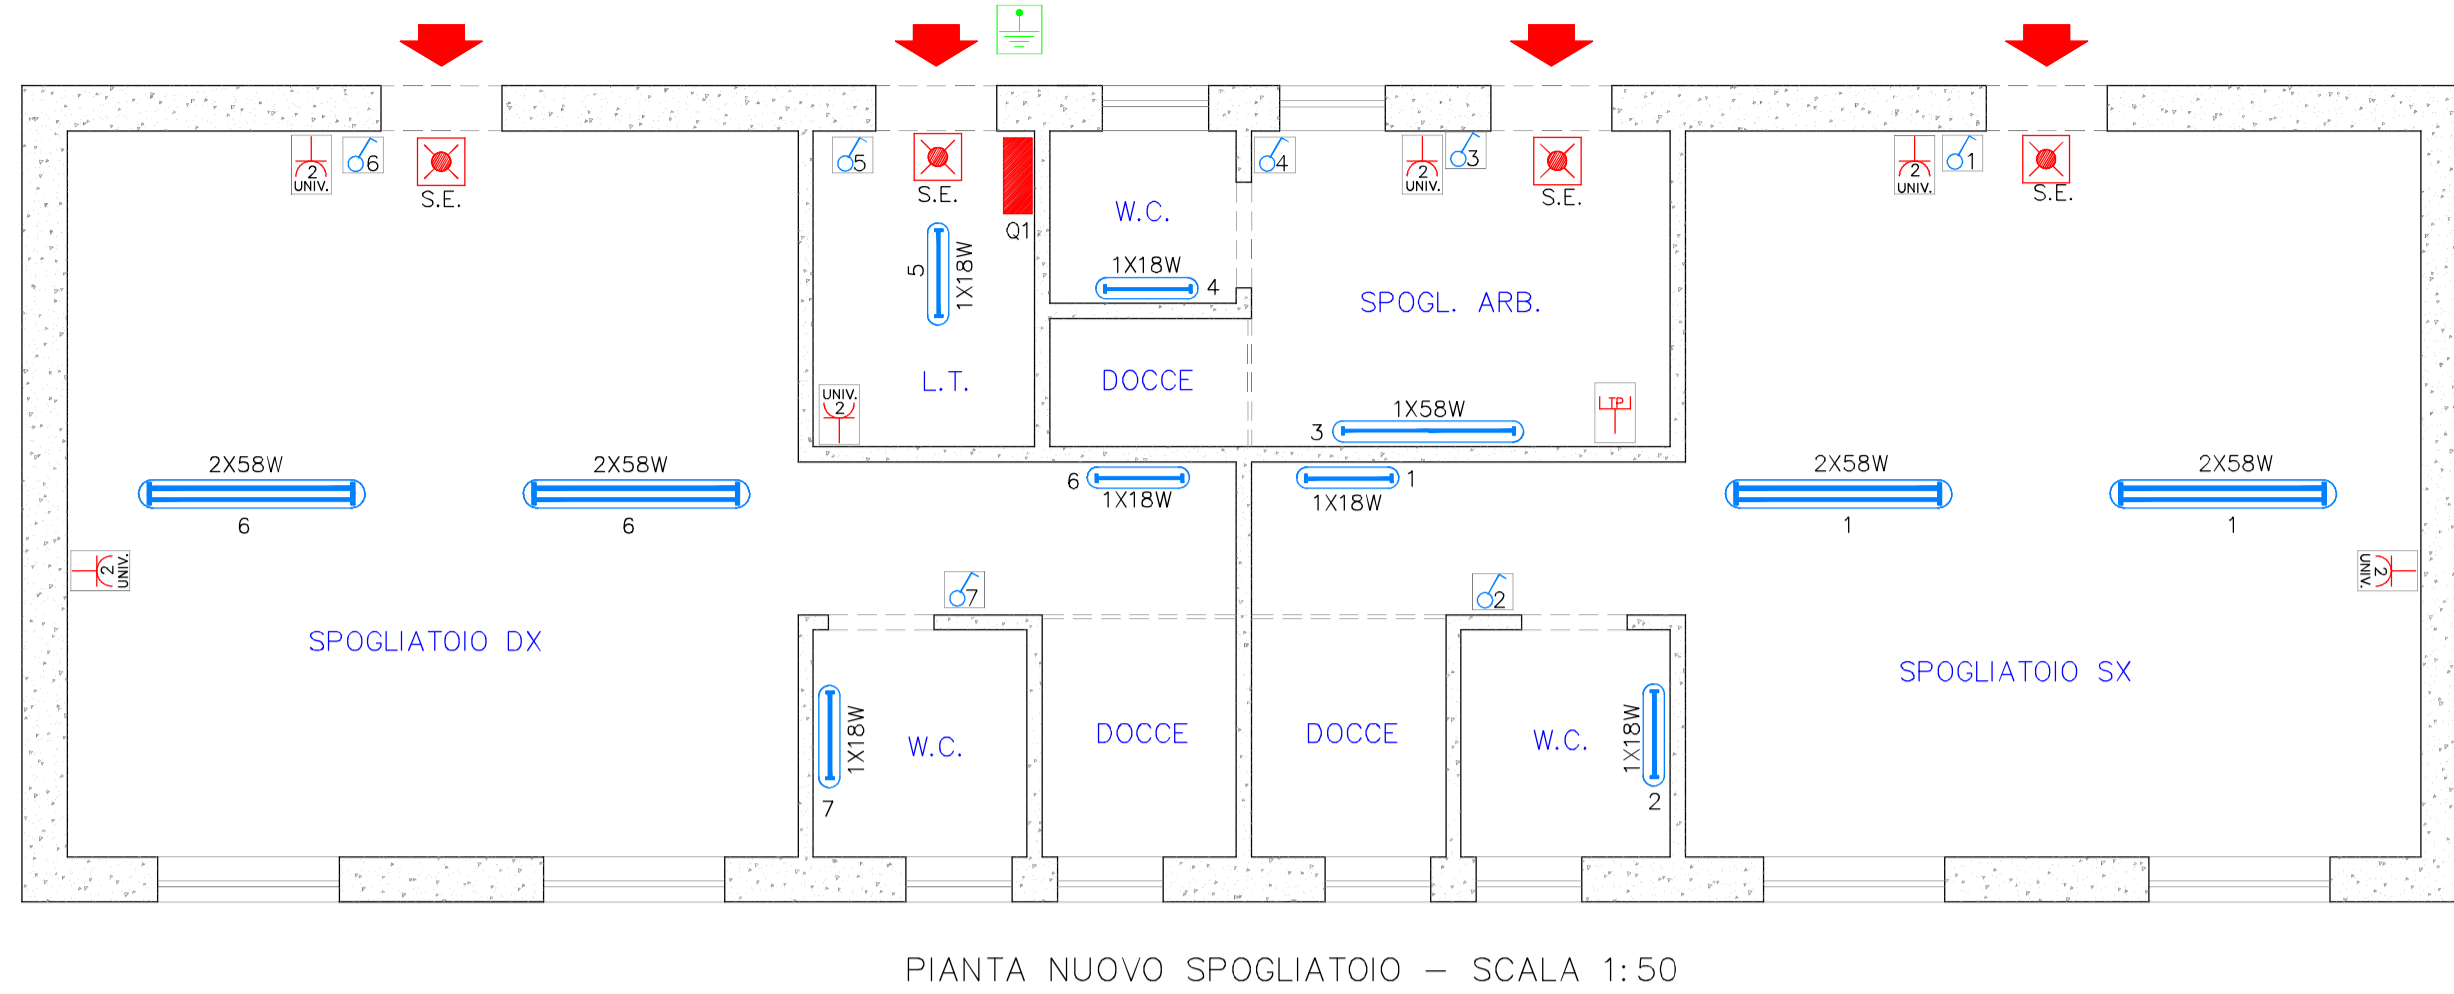 2
UNIV.
6
S.E.
5
S.E.
Q1
4
2
UNIV.
3
S.E.
2
UNIV.
1
S.E.
W.C.
1X18W
4
5
1X18W
SPOGL. ARB.
L.T.
DOCCE
UNIV.
2
1X58W
3
TP
2X58W
6
2X58W
6
6
1X18W
1
1X18W
2X58W
1
2X58W
1
2
UNIV.
7
2
2
UNIV.
SPOGLIATOIO DX
SPOGLIATOIO SX
1X18W
7
W.C.
DOCCE
DOCCE
W.C.
1X18W
2
PIANTA NUOVO SPOGLIATOIO – SCALA 1:50